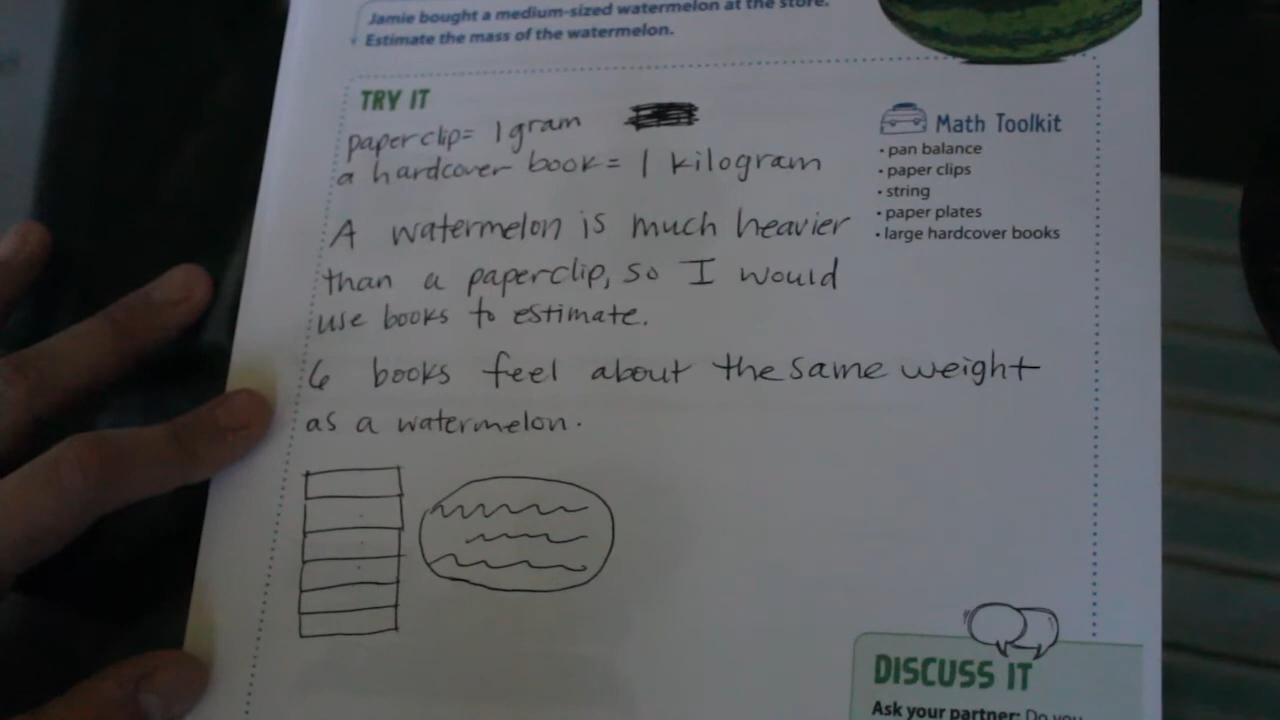 Jamie bought a medium-sized watermelon at the store.
Estimate the mass of the watermelon.
TRY IT
paperclip= 1 gram
a hardcover book= 1 kilogram
A watermelon is much heavier
than a paperclip, so I would
use books to estimate.
6 books feel about the same weight
as a watermelon.
Math Toolkit
• pan balance
• paper clips
• string
• paper plates
• large hardcover books
DISCUSS IT
Ask your partner: Do you